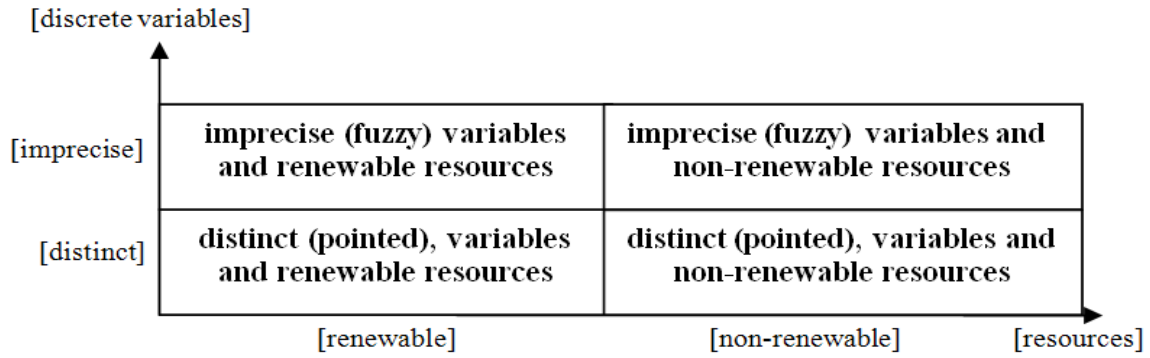 [discrete variables]
[imprecise]
imprecise (fuzzy) variables
and renewable resources
imprecise (fuzzy) variables and
non-renewable resources
[distinct]
distinct (pointed), variables
and renewable resources
distinct (pointed), variables and
non-renewable resources
[renewable]
[non-renewable]
[resources]